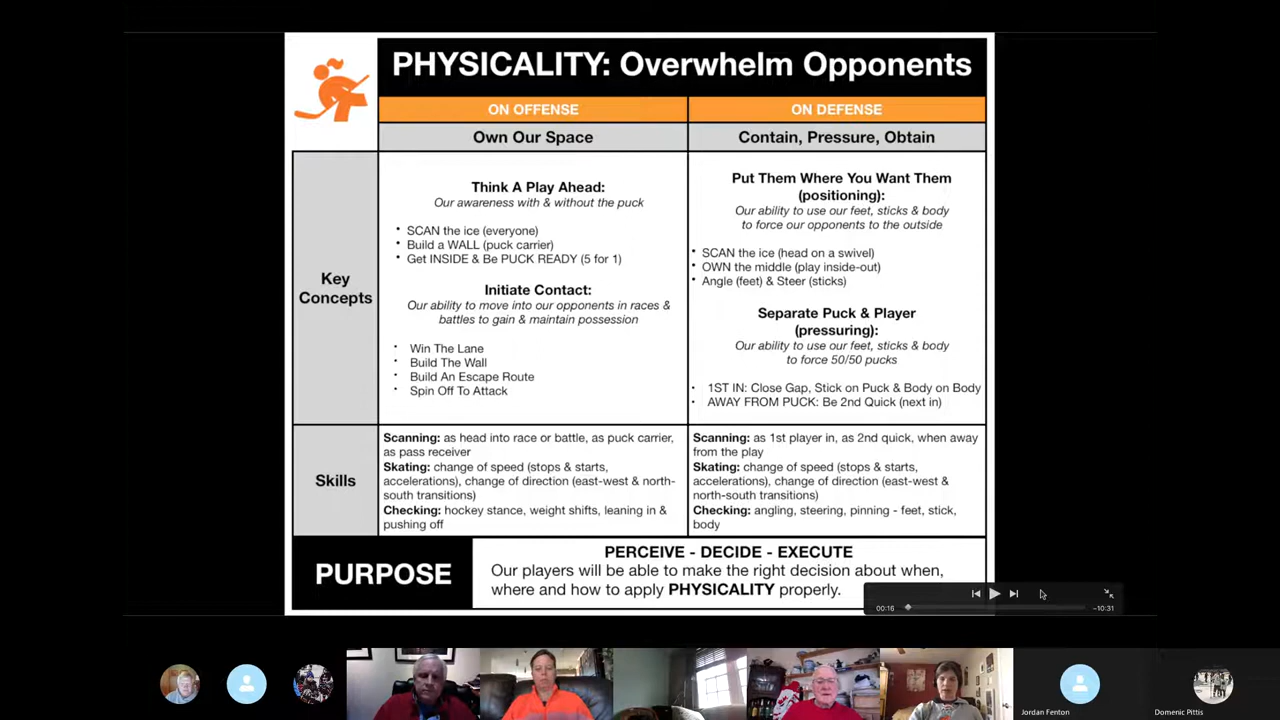 PHYSICALITY: Overwhelm Opponents
ON OFFENSE
ON DEFENSE
Own Our Space
Contain, Pressure, Obtain
Key
Concepts
Think A Play Ahead:
Our awareness with & without the puck
• SCAN the ice (everyone)
• Build a WALL (puck carrier)
• Get INSIDE & Be PUCK READY (5 for 1)
Initiate Contact:
Our ability to move into our opponents in races &
battles to gain & maintain possession
• Win The Lane
• Build The Wall
• Build An Escape Route
• Spin Off To Attack
Put Them Where You Want Them
(positioning):
Our ability to use our feet, sticks & body
to force our opponents to the outside
• SCAN the ice (head on a swivel)
• OWN the middle (play inside-out)
• Angle (feet) & Steer (sticks)
Separate Puck & Player
(pressuring):
Our ability to use our feet, sticks & body
to force 50/50 pucks
• 1ST IN: Close Gap, Stick on Puck & Body on Body
• AWAY FROM PUCK: Be 2nd Quick (next in)
Skills
Scanning: as head into race or battle, as puck carrier,
as pass receiver
Skating: change of speed (stops & starts,
accelerations), change of direction (east-west & north-
south transitions)
Checking: hockey stance, weight shifts, leaning in &
pushing off
Scanning: as 1st player in, as 2nd quick, when away
from the play
Skating: change of speed (stops & starts,
accelerations), change of direction (east-west &
north-south transitions)
Checking: angling, steering, pinning - feet, stick,
body
PURPOSE
PERCEIVE - DECIDE - EXECUTE
Our players will be able to make the right decision about when,
where and how to apply PHYSICALITY properly.
00:16
−10:31
Jordan Fenton
Domenic Pittis